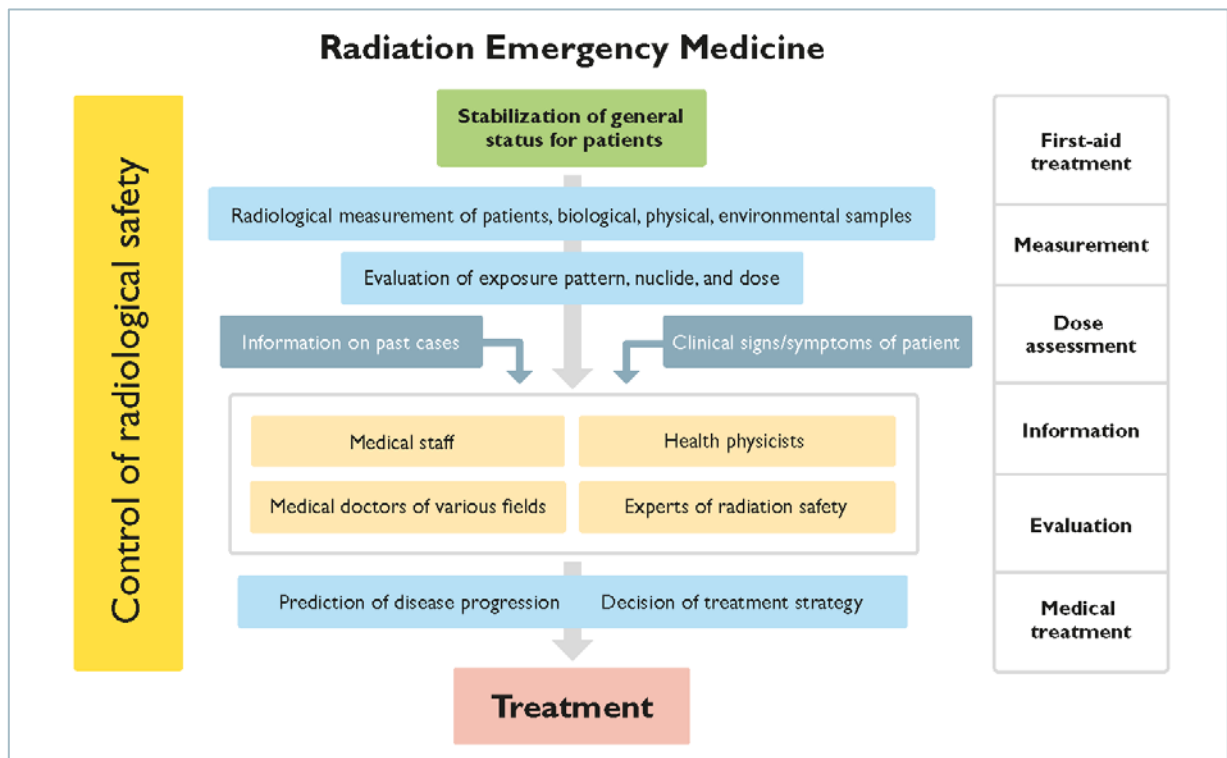 Radiation Emergency Medicine
Control of radiological safety
Stabilization of general
status for patients
Radiological measurement of patients, biological, physical, environmental samples
Evaluation of exposure pattern, nuclide, and dose
Information on past cases
Clinical signs/symptoms of patient
Medical staff
Health physicists
Medical doctors of various fields
Experts of radiation safety
Prediction of disease progression
Decision of treatment strategy
Treatment
First-aid
treatment
Measurement
Dose
assessment
Information
Evaluation
Medical
treatment